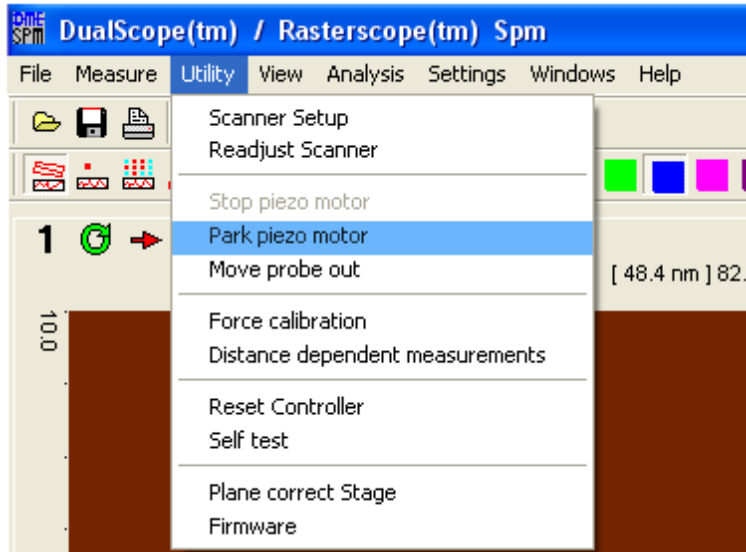 DME
SPM DualScope(tm) / Rasterscope(tm) Spm
File Measure Utility View Analysis Settings Windows Help
Scanner Setup
Readjust Scanner
Stop piezo motor
1 Park piezo motor
Move probe out [ 48.4 nm ] 82.
10.0
Force calibration
Distance dependent measurements
Reset Controller
Self test
Plane correct Stage
Firmware